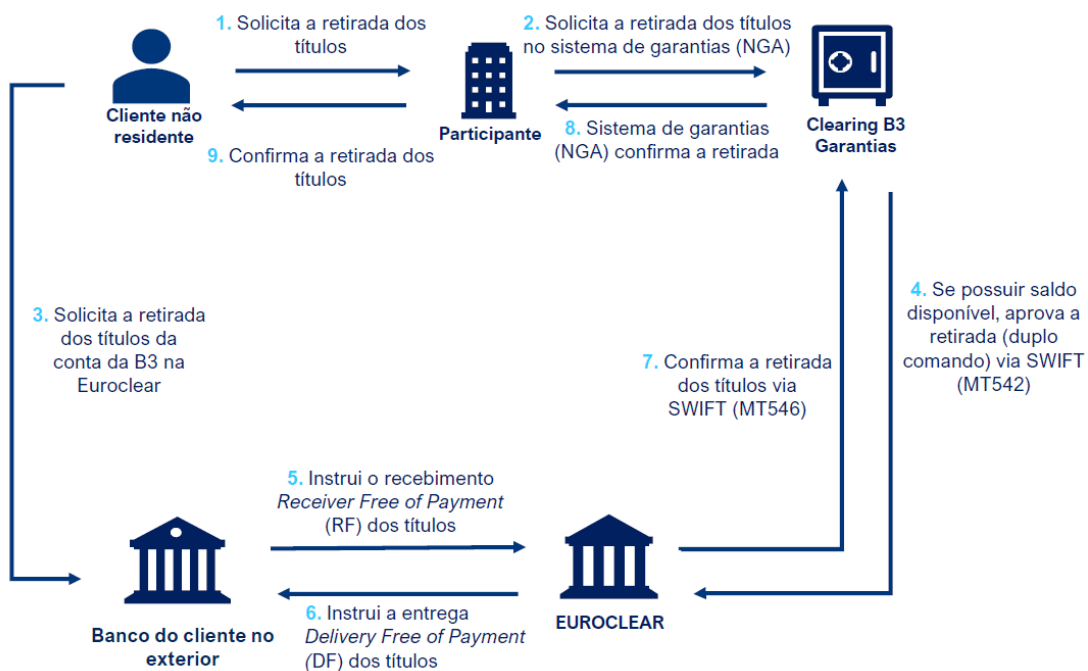 1. Solicita a retirada dos
títulos
2. Solicita a retirada dos títulos
no sistema de garantias (NGA)
Cliente não
residente
Participante
Clearing B3
Garantias
9. Confirma a retirada dos
títulos
8. Sistema de garantias
(NGA) confirma a retirada
3. Solicita a retirada
dos títulos da
conta da B3 na
Euroclear
4. Se possuir saldo
disponível, aprova a
retirada (duplo
comando) via SWIFT
(MT542)
7. Confirma a retirada
dos títulos via
SWIFT (MT546)
5. Instrui o recebimento
Receiver Free of Payment
(RF) dos títulos
6. Instrui a entrega
Delivery Free of Payment
(DF) dos títulos
Banco do cliente no
exterior
EUROCLEAR